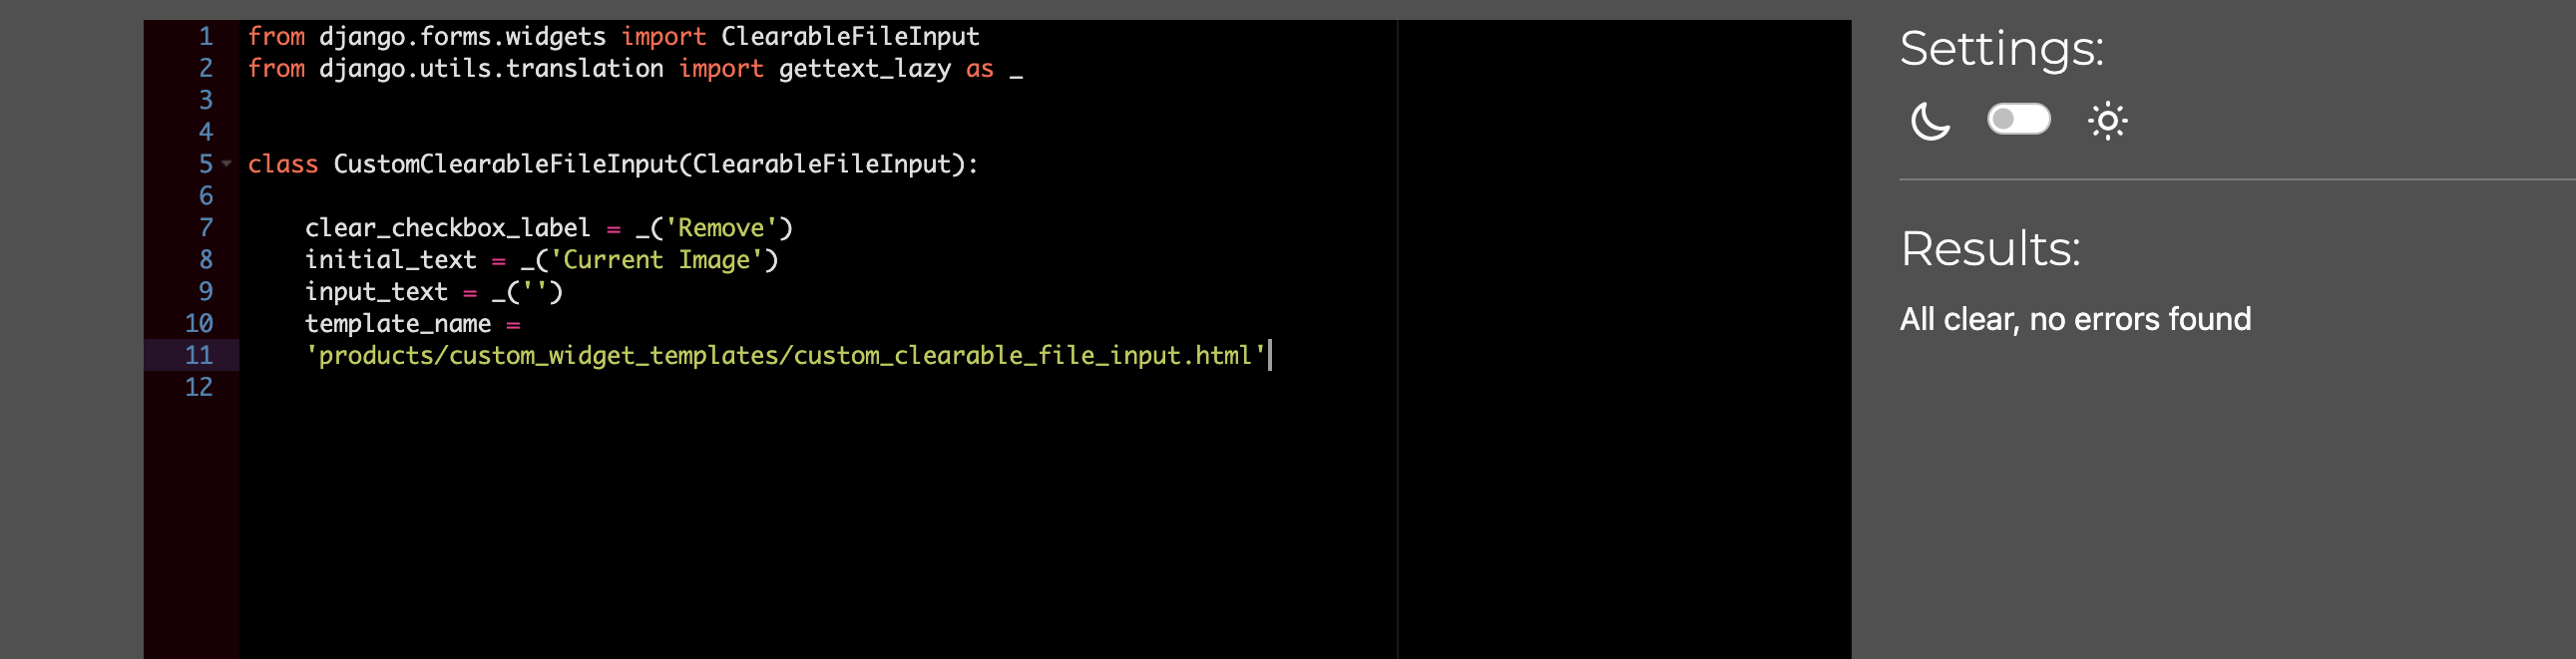 1 from django.forms.widgets import ClearableFileInput
2 from django.utils.translation import gettext_lazy as _
3
4
5 class CustomClearableFileInput(ClearableFileInput):
6
7     clear_checkbox_label = _('Remove')
8     initial_text = _('Current Image')
9     input_text = _('')
10     template_name =
11     'products/custom_widget_templates/custom_clearable_file_input.html'
12
Settings:
Results:
All clear, no errors found